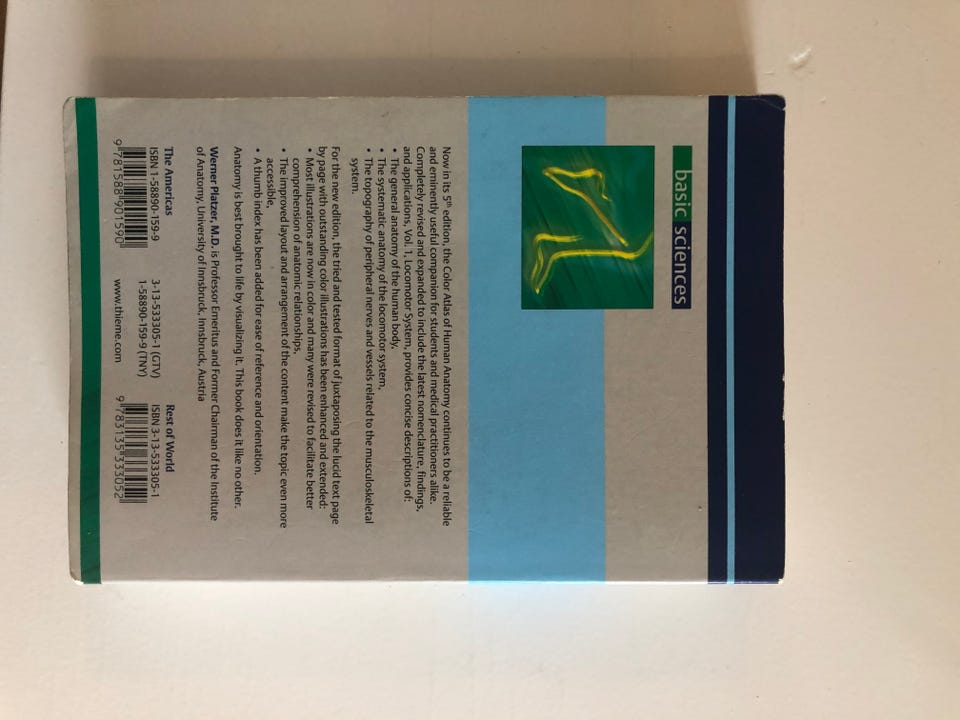 basic sciences
Now in its 5th edition, the Color Atlas of Human Anatomy continues to be a reliable
and eminently useful companion for students and medical practitioners alike.
Completely revised and expanded to include the latest nomenclature, findings,
and applications, Vol. 1, Locomotor System, provides concise descriptions of:
• The general anatomy of the human body,
• The systematic anatomy of the locomotor system,
• The topography of peripheral nerves and vessels related to the musculoskeletal
system.
For the new edition, the tried and tested format of juxtaposing the lucid text page
by page with outstanding color illustrations has been enhanced and extended:
• Most illustrations are now in color and many were revised to facilitate better
comprehension of anatomic relationships,
• The improved layout and arrangement of the content make the topic even more
accessible,
• A thumb index has been added for ease of reference and orientation.
Anatomy is best brought to life by visualizing it. This book does it like no other.
Werner Platzer, M.D. is Professor Emeritus and Former Chairman of the Institute
of Anatomy, University of Innsbruck, Innsbruck, Austria
The Americas
ISBN 1-58890-159-9
9 781588 901590
3-13-533305-1 (GTV)
1-58890-159-9 (TNY)
www.thieme.com
Rest of World
ISBN 3-13-533305-1
9 783135 333052